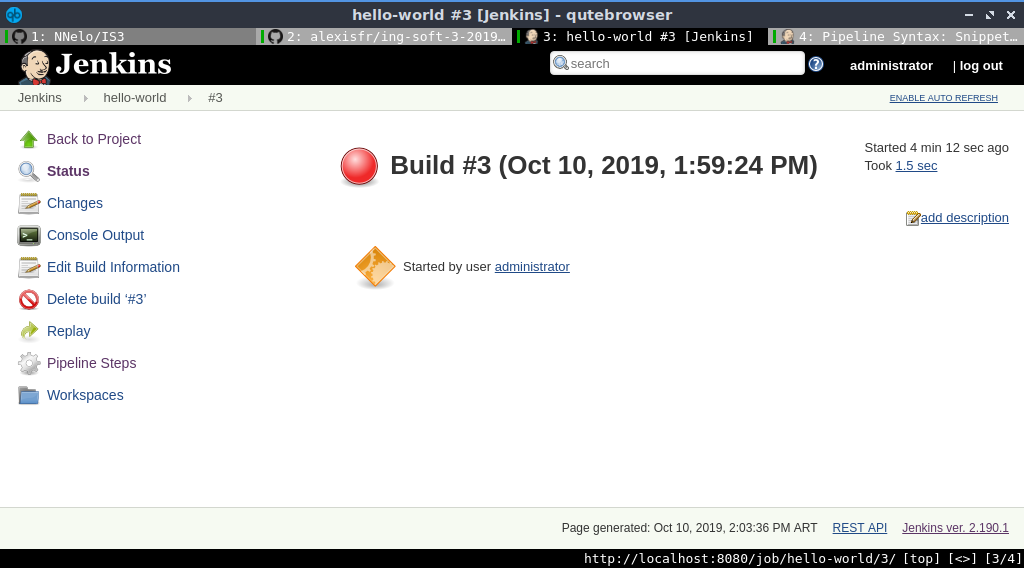 hello-world #3 [Jenkins] - qutebrowser
1: NNelo/IS3
2: alexisfr/ing-soft-3-2019…
3: hello-world #3 [Jenkins]
4: Pipeline Syntax: Snippet…
Jenkins
search
administrator
| log out
Jenkins
hello-world
#3
ENABLE AUTO REFRESH
Back to Project
Status
Changes
Console Output
Edit Build Information
Delete build ‘#3’
Replay
Pipeline Steps
Workspaces
Build #3 (Oct 10, 2019, 1:59:24 PM)
Started 4 min 12 sec ago
Took 1.5 sec
add description
Started by user administrator
Page generated: Oct 10, 2019, 2:03:36 PM ART
REST API
Jenkins ver. 2.190.1
http://localhost:8080/job/hello-world/3/ [top] [<>] [3/4]